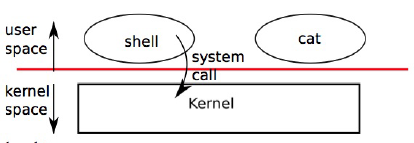 user
space
shell
cat
system
call
kernel
space
Kernel